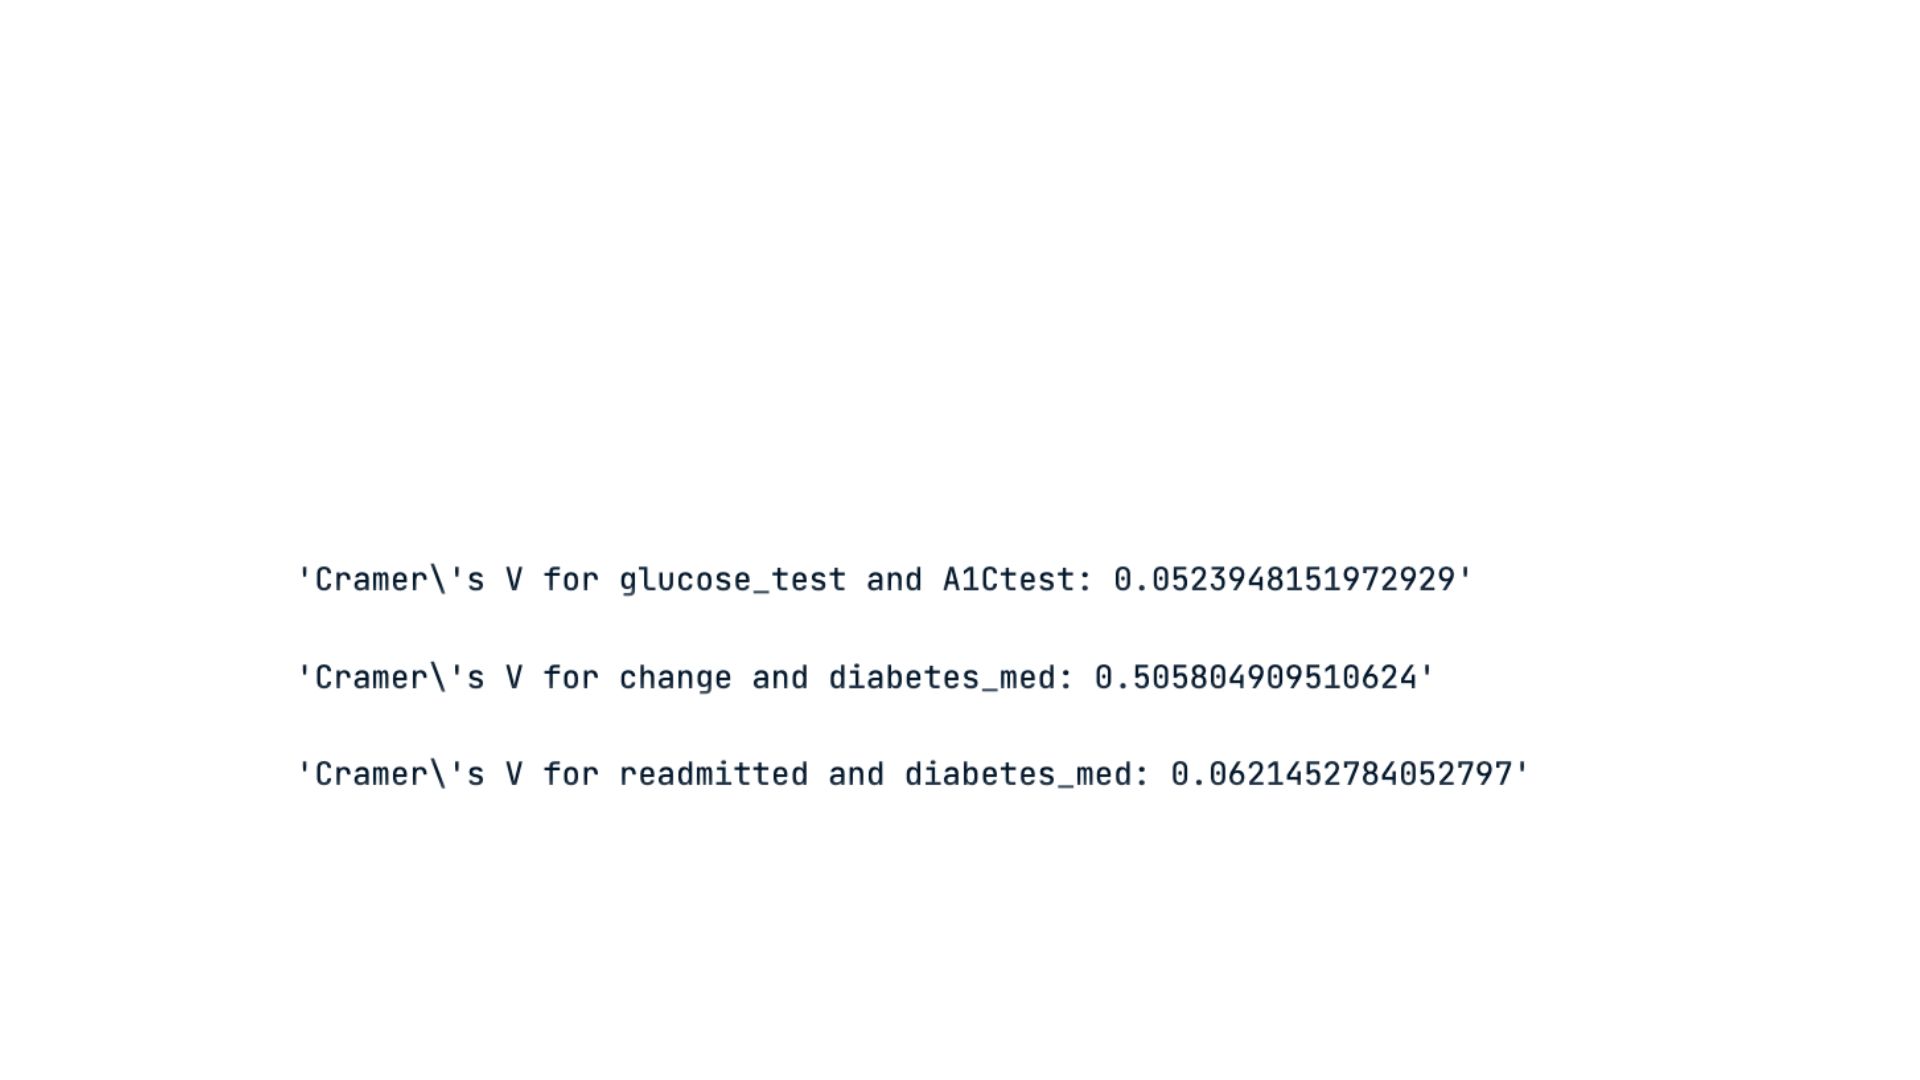 'Cramer\'s V for glucose_test and A1Ctest: 0.0523948151972929'
'Cramer\'s V for change and diabetes_med: 0.505804909510624'
'Cramer\'s V for readmitted and diabetes_med: 0.0621452784052797'